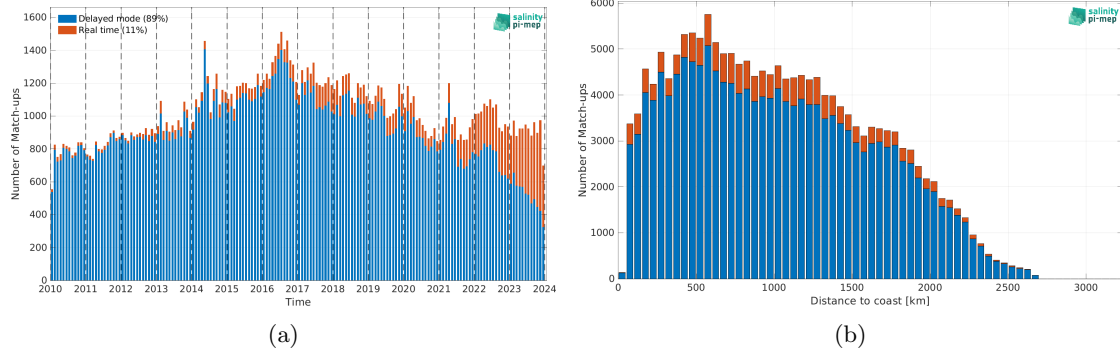 1600
1400
1200
1000
800
600
400
200
0
Number of Match-ups
Delayed mode (89%)
Real time (11%)
salinity
pi-mep
2010 2011 2012 2013 2014 2015 2016 2017 2018 2019 2020 2021 2022 2023 2024
Time
(a)
6000
5000
4000
3000
2000
1000
0
Number of Match-ups
salinity
pi-mep
0 500 1000 1500 2000 2500 3000
Distance to coast [km]
(b)